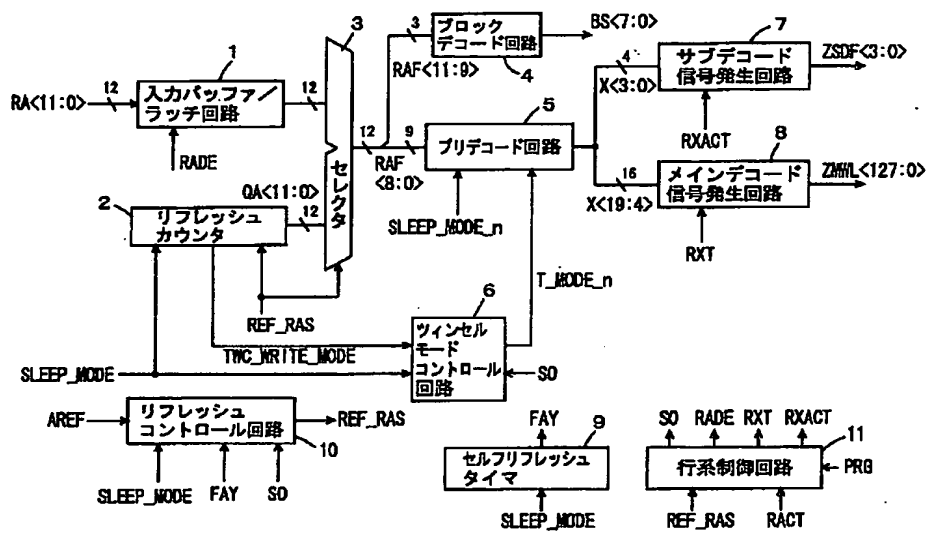 3
ブロック
デコード回路
4
BS<7:0>
3
RAF<11:9>
1
RA<11:0>
12
入力バッファ/
ラッチ回路
12
RADE
セレクタ
12
9
RAF
<8:0>
5
プリデコード回路
SLEEP_MODE_n
4
X<3:0>
7
サブデコード
信号発生回路
ZSDF<3:0>
RXACT
8
16
X<19:4>
メインデコード
信号発生回路
ZMWL<127:0>
RXT
QA<11:0>
2
リフレッシュ
カウンタ
12
REF_RAS
TWC_WRITE_MODE
SLEEP_MODE
6
ツィンセル
モード
コントロール
回路
T_MODE_n
SO
AREF
リフレッシュ
コントロール回路
10
REF_RAS
SLEEP_MODE
FAY
SO
FAY
9
セルフリフレッシュ
タイマ
SLEEP_MODE
SO
RADE
RXT
RXACT
11
行系制御回路
PRG
REF_RAS
RACT